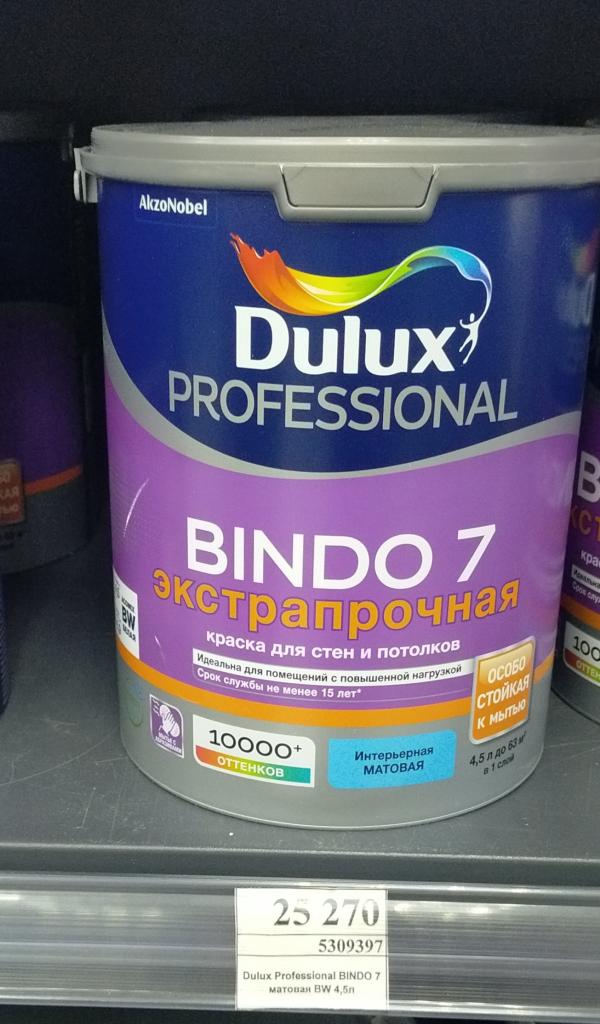 AkzoNobel
Dulux
PROFESSIONAL
BINDO 7
экстрапрочная
краска для стен и потолков
Идеальна для помещений с повышенной нагрузкой
Срок службы не менее 15 лет*
BW
ОСОБО
СТОЙКАЯ
К МЫТЬЮ
10000+
ОТТЕНКОВ
Интерьерная
МАТОВАЯ
4,5 л до 63 м²
в 1 слой
25 270
5309397
Dulux Professional BINDO 7
матовая BW 4,5л